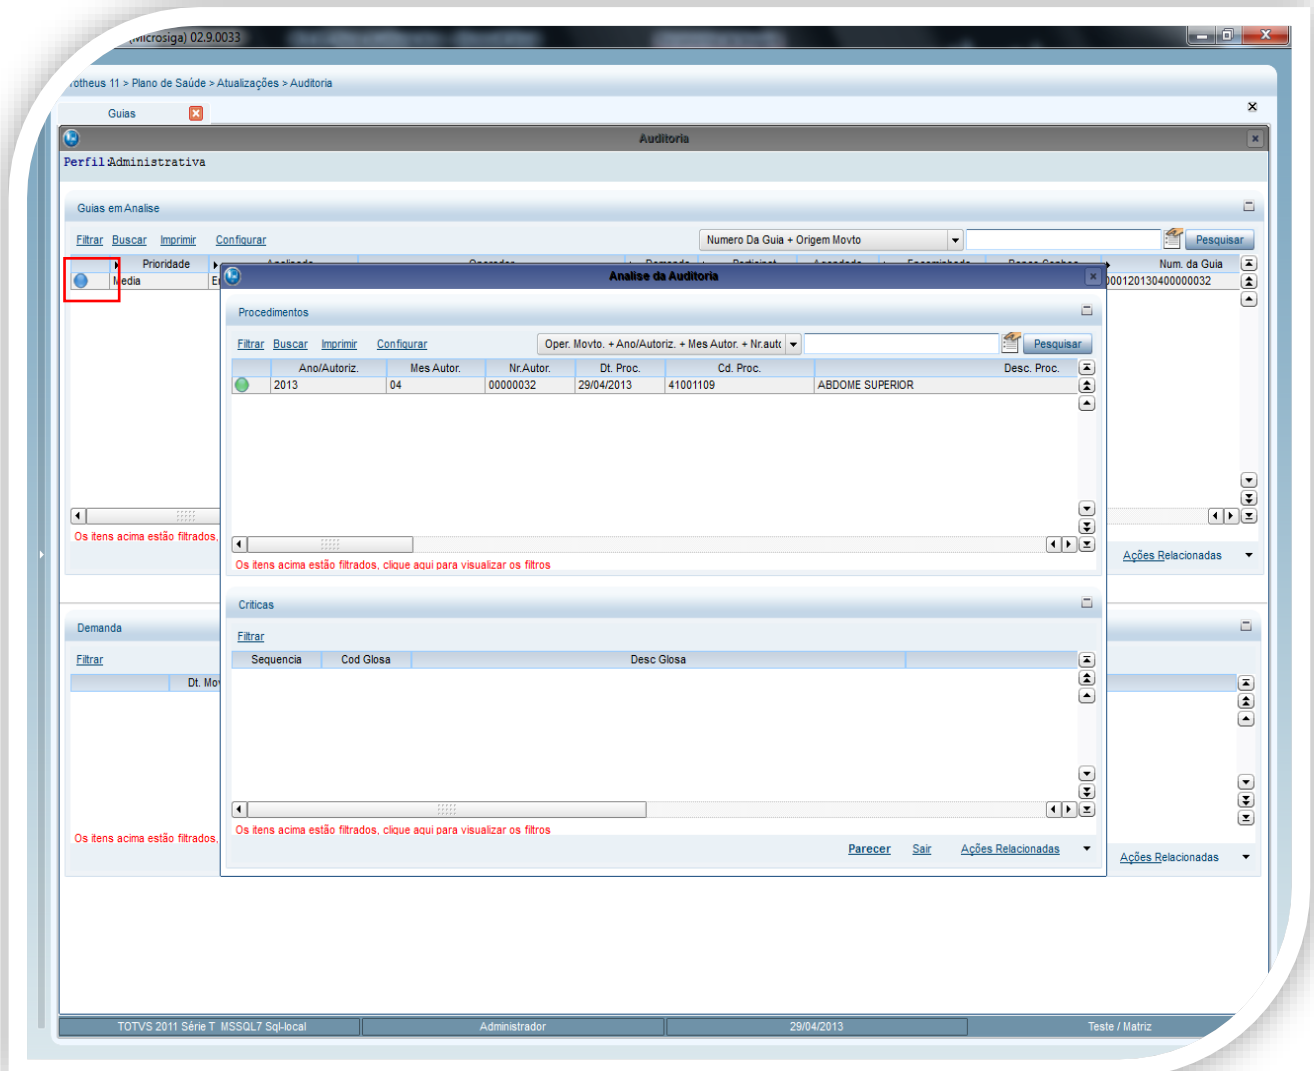 (Microsiga) 02.9.0033
rotheus 11 > Plano de Saúde > Atualizações > Auditoria
Guias
Auditoria
Perfil:Administrativa
Guias em Analise
Filtrar Buscar Imprimir Configurar Numero Da Guia + Origem Movto Pesquisar
Prioridade Analisado Operador Demanda Participat Agendado Encaminhado Num. da Guia
Media 000120130400000032
Analise da Auditoria
Procedimentos
Filtrar Buscar Imprimir Configurar Oper. Movto. + Ano/Autoriz. + Mes Autor. + Nr.autc Pesquisar
Ano/Autoriz. Mes Autor. Nr.Autor. Dt. Proc. Cd. Proc. Desc. Proc.
2013 04 00000032 29/04/2013 41001109 ABDOME SUPERIOR
Os itens acima estão filtrados, clique aqui para visualizar os filtros
Os itens acima estão filtrados,
Ações Relacionadas
Criticas
Filtrar
Sequencia Cod Glosa Desc Glosa
Os itens acima estão filtrados, clique aqui para visualizar os filtros
Parecer Sair Ações Relacionadas
Demanda
Filtrar
Dt. Mov
Os itens acima estão filtrados,
Ações Relacionadas
TOTVS 2011 Série T MSSQL7 Sql-local Administrador 29/04/2013 Teste / Matriz